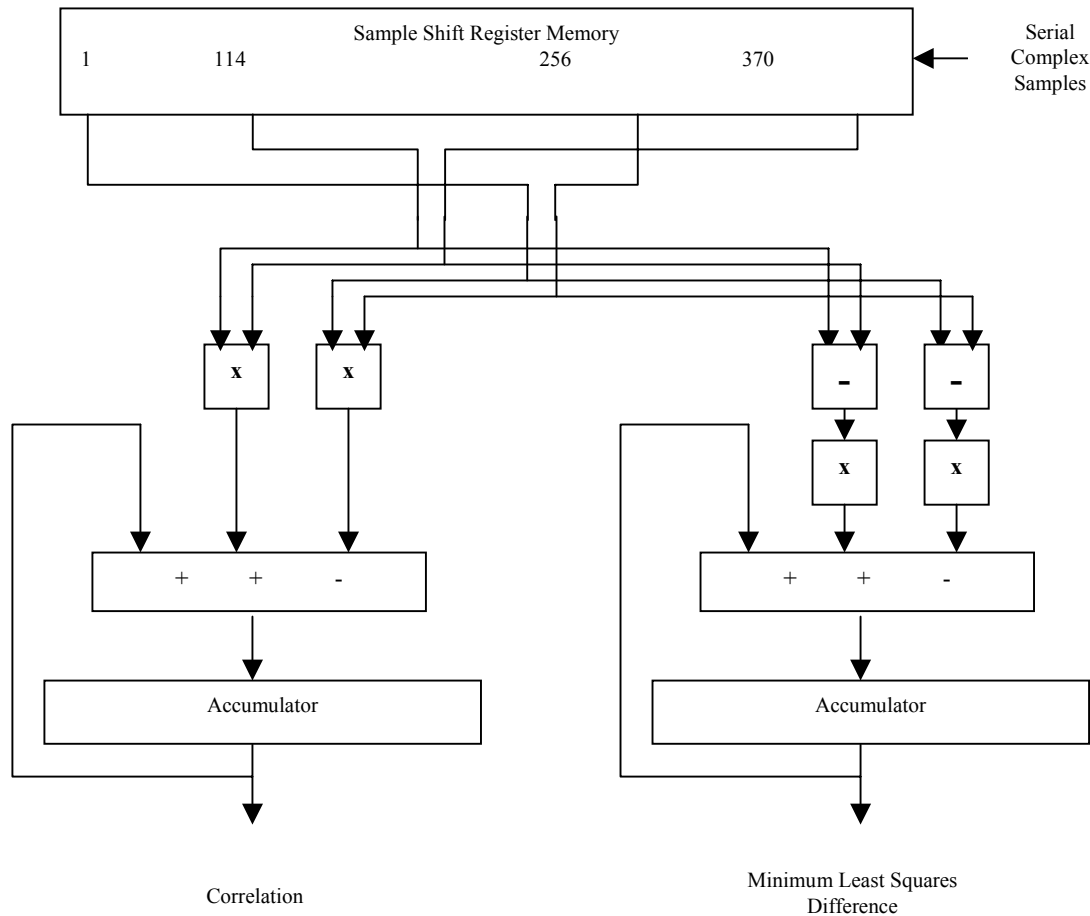 Sample Shift Register Memory
1 114 256 370
Serial
Complex
Samples
x x
- -
x x
+ + -
+ + -
Accumulator
Accumulator
Correlation
Minimum Least Squares
Difference